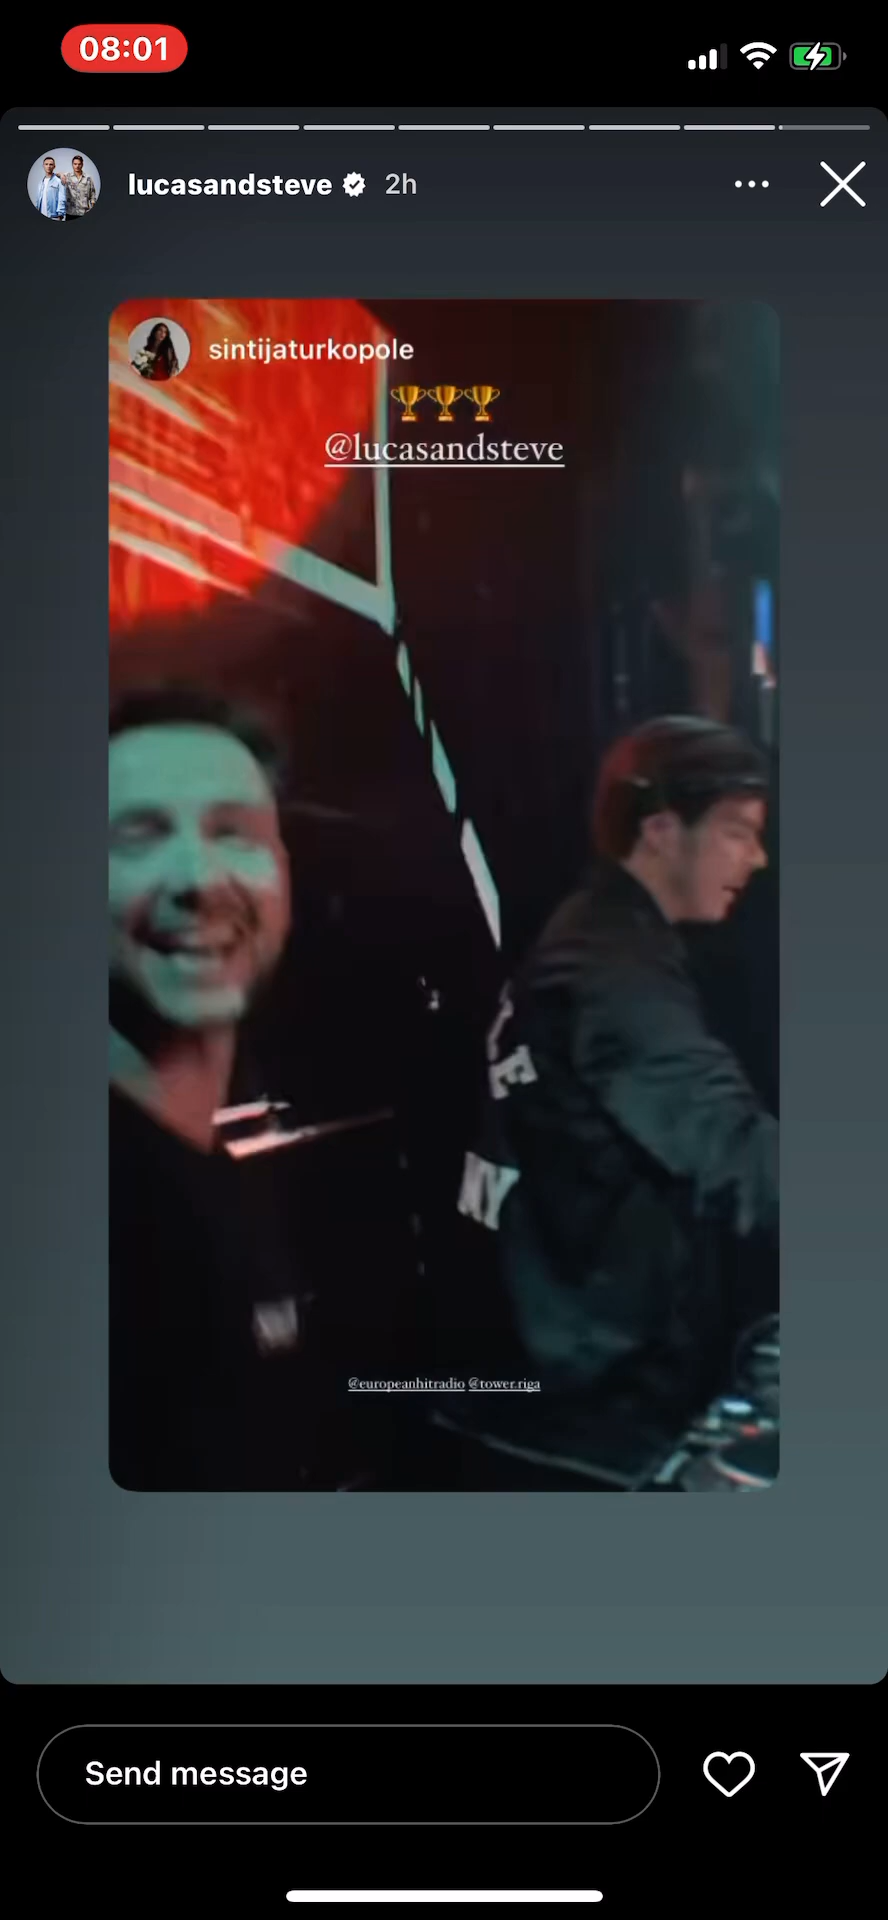 08:01
lucasandsteve 2h
sintijaturkopole
🏆🏆🏆
@lucasandsteve
@europeanhitradio @tower.riga
Send message